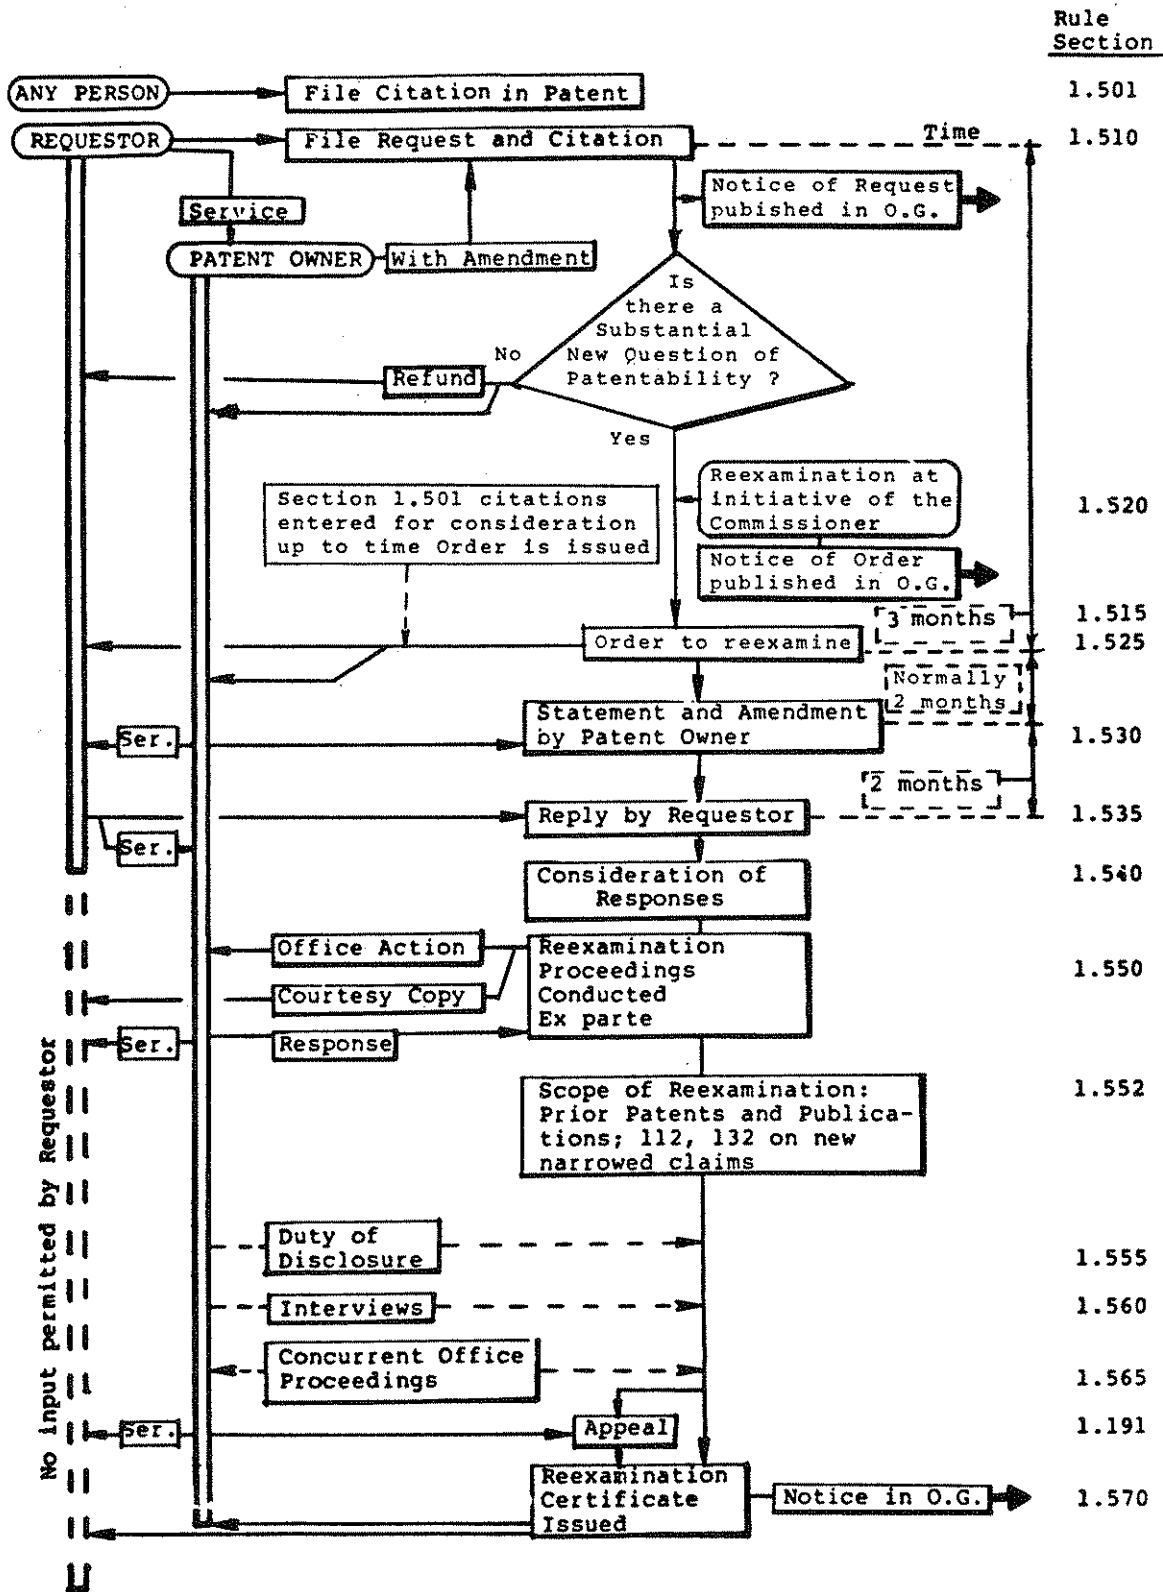 Rule
Section
ANY PERSON
File Citation in Patent
1.501
REQUESTOR
File Request and Citation
Time
1.510
Notice of Request
pubished in O.G.
Service
PATENT OWNER
With Amendment
Is
there a
Substantial
New Question of
Patentability ?
No
Refund
Yes
Reexamination at
initiative of the
Commissioner
1.520
Section 1.501 citations
entered for consideration
up to time Order is issued
Notice of Order
published in O.G.
3 months
1.515
Order to reexamine
1.525
Normally
2 months
Statement and Amendment
by Patent Owner
Ser.
1.530
2 months
Reply by Requestor
1.535
Ser.
Consideration of
Responses
1.540
Office Action
Reexamination
Proceedings
Conducted
Ex parte
1.550
Courtesy Copy
Ser.
Response
No input permitted by Requestor
Scope of Reexamination:
Prior Patents and Publica-
tions; 112, 132 on new
narrowed claims
1.552
Duty of
Disclosure
1.555
Interviews
1.560
Concurrent Office
Proceedings
1.565
Ser.
Appeal
1.191
Reexamination
Certificate
Issued
Notice in O.G.
1.570